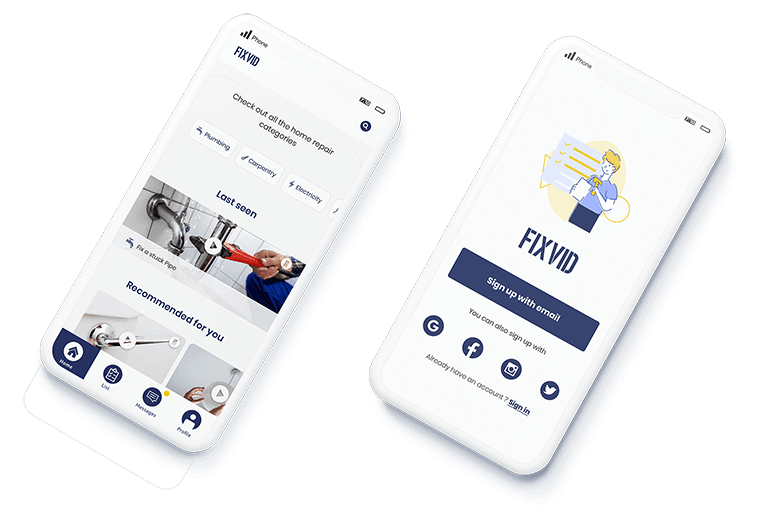 Phone
FIXVID
Check out all the home repair
categories
Plumbing
Carpentry
Electricity
Last seen
Fix a stuck Pipe
Recommended for you
Home
List
Messages
Profile
Phone
FIXVID
Sign up with email
You can also sign up with
G
f
Already have an account ? Sign in